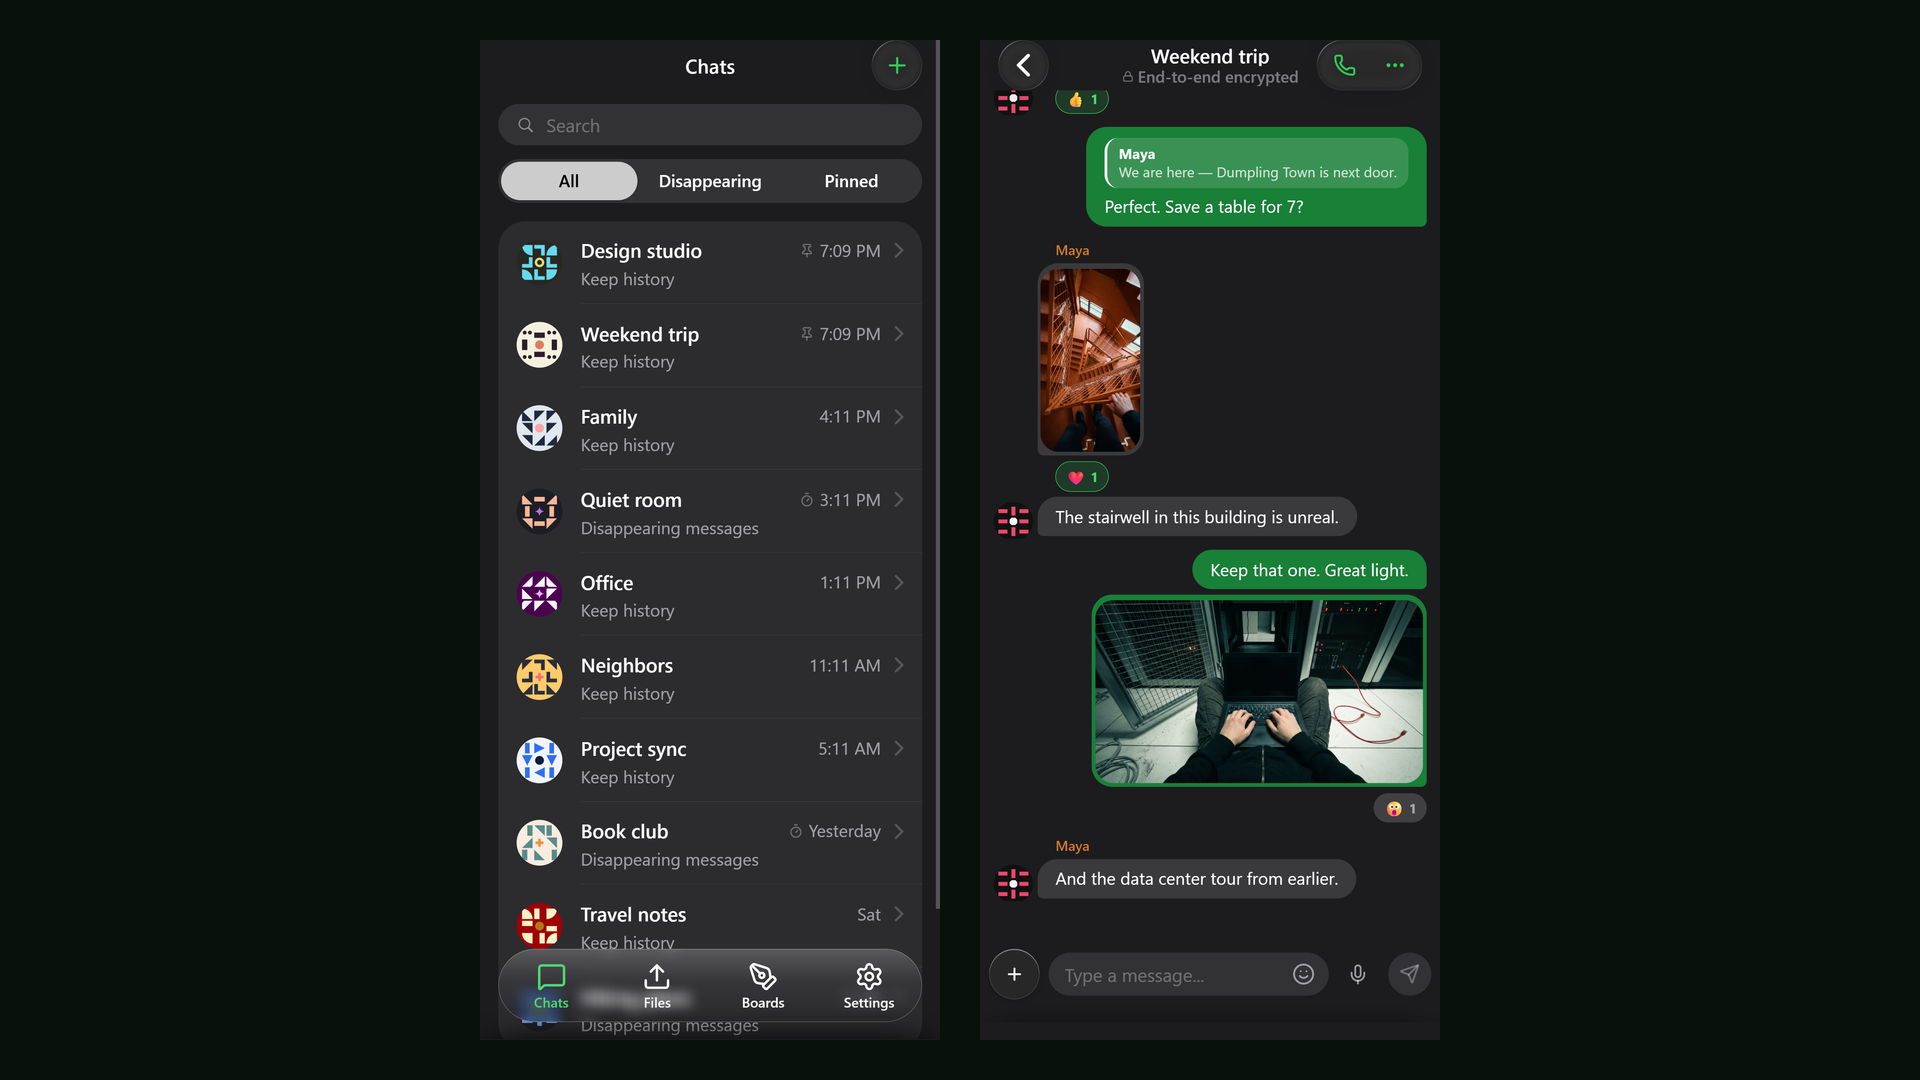 Chats
Search
All
Disappearing
Pinned
Design studio
7:09 PM
Keep history
Weekend trip
7:09 PM
Keep history
Family
4:11 PM
Keep history
Quiet room
3:11 PM
Disappearing messages
Office
1:11 PM
Keep history
Neighbors
11:11 AM
Keep history
Project sync
5:11 AM
Keep history
Book club
Yesterday
Disappearing messages
Travel notes
Sat
Keep history
Chats
Files
Boards
Settings
Disappearing messages
Weekend trip
End-to-end encrypted
👍 1
Maya
We are here — Dumpling Town is next door.
Perfect. Save a table for 7?
Maya
❤️ 1
The stairwell in this building is unreal.
Keep that one. Great light.
😲 1
Maya
And the data center tour from earlier.
Type a message...